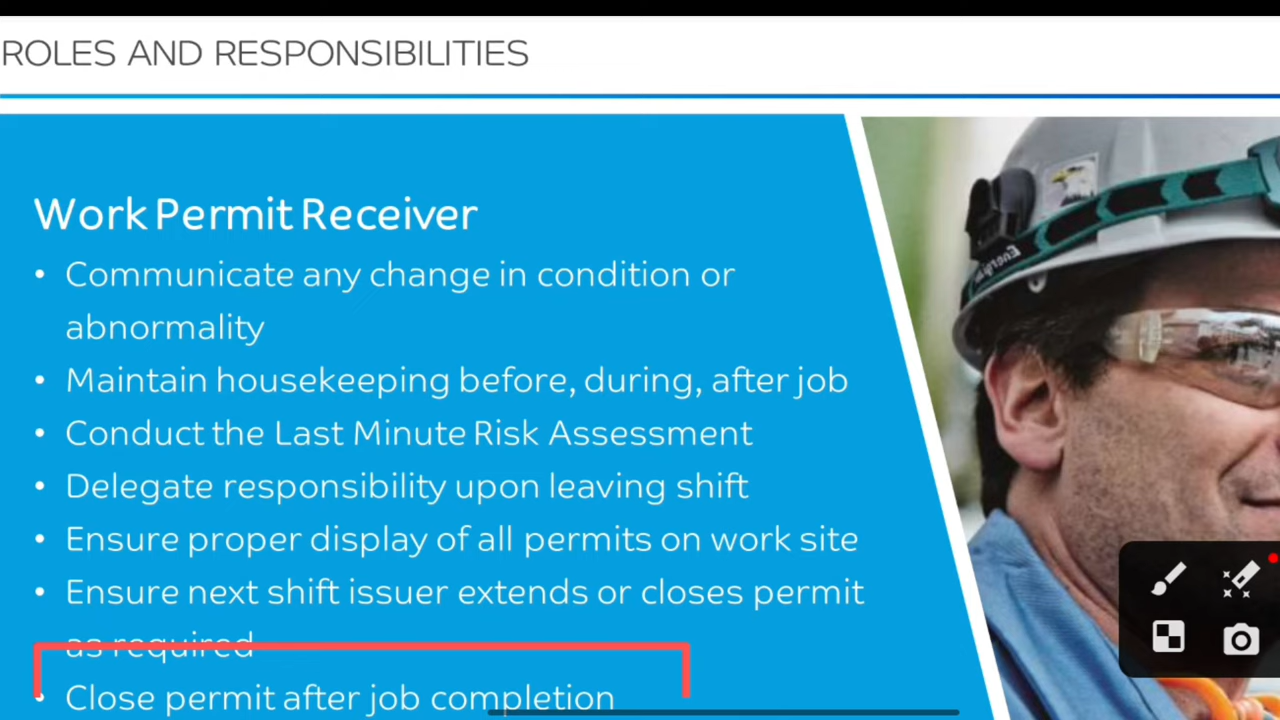 ROLES AND RESPONSIBILITIES
Work Permit Receiver
• Communicate any change in condition or
abnormality
• Maintain housekeeping before, during, after job
• Conduct the Last Minute Risk Assessment
• Delegate responsibility upon leaving shift
• Ensure proper display of all permits on work site
• Ensure next shift issuer extends or closes permit
as required
• Close permit after job completion